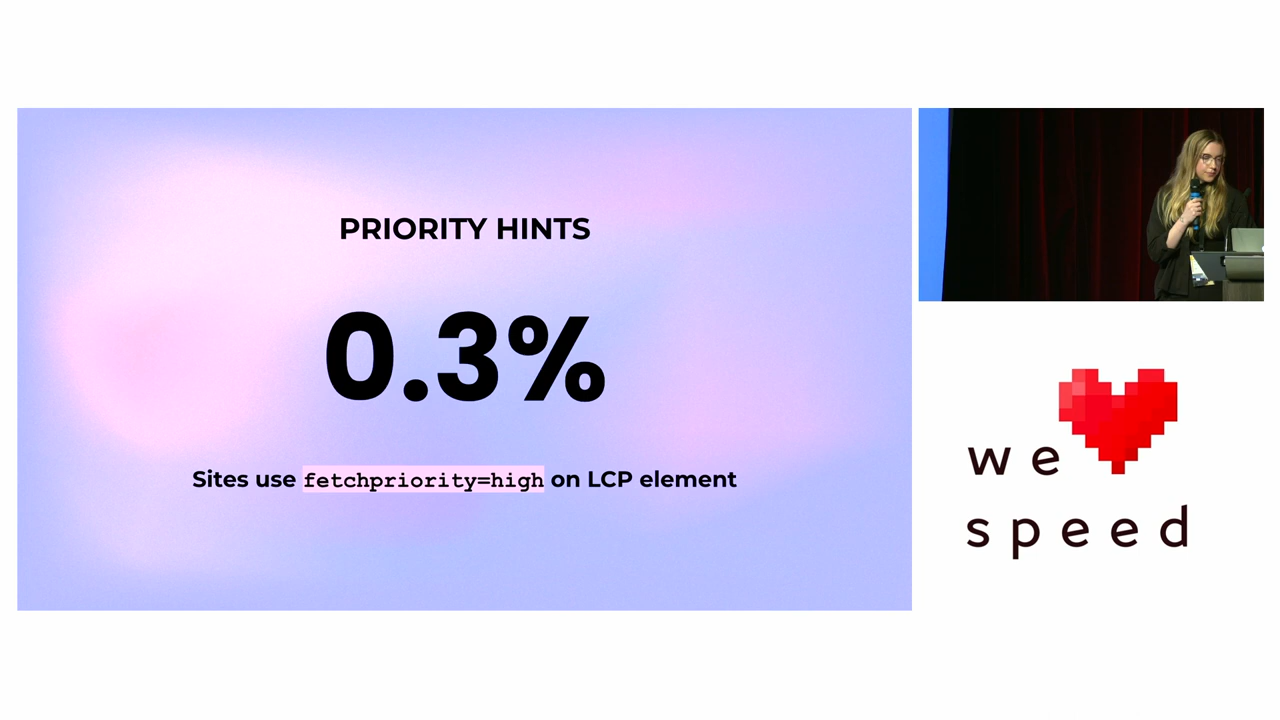 PRIORITY HINTS
0.3%
Sites use fetchpriority=high on LCP element
we
speed